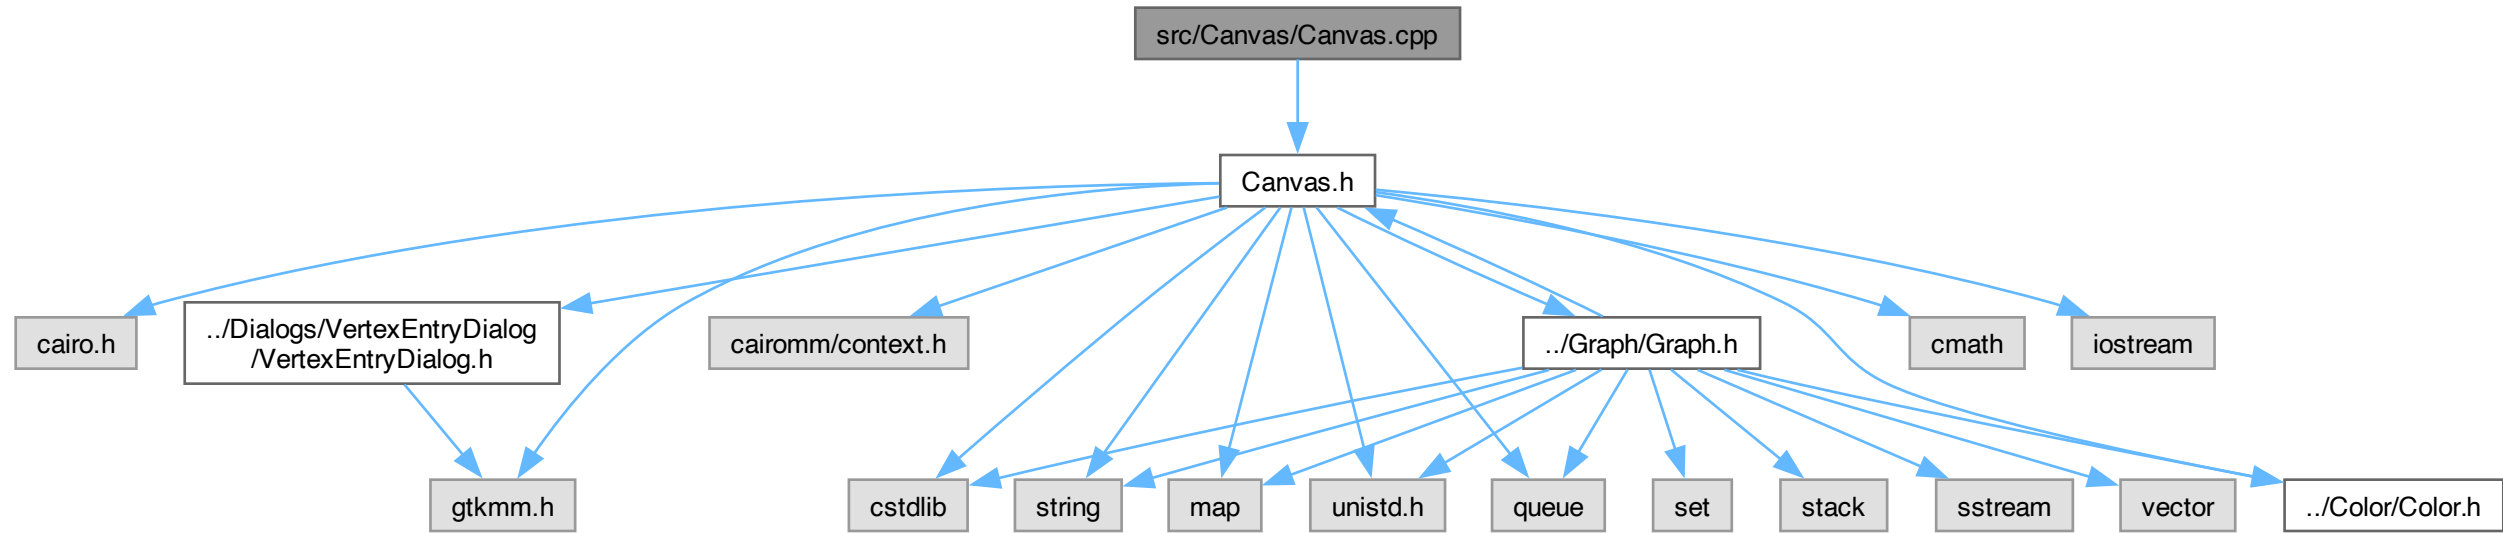 src/Canvas/Canvas.cpp
Canvas.h
cairo.h
../Dialogs/VertexEntryDialog
/VertexEntryDialog.h
cairomm/context.h
../Graph/Graph.h
cmath
iostream
gtkmm.h
cstdlib
string
map
unistd.h
queue
set
stack
sstream
vector
../Color/Color.h